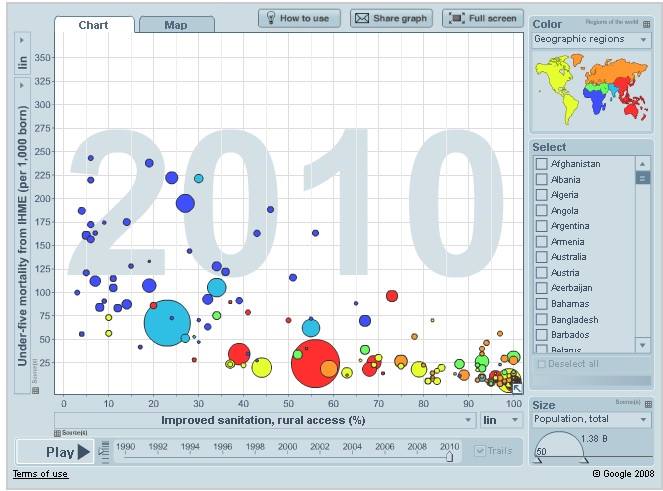 Chart
Map
How to use
Share graph
Full screen
Color
Regions of the world
Geographic regions
lin
Under-five mortality from IHME (per 1,000 born)
350
325
300
275
250
225
200
175
150
125
100
75
50
25
2010
0 10 20 30 40 50 60 70 80 90 100
Improved sanitation, rural access (%)
lin
Source(s)
Source(s)
Select
Afghanistan
Albania
Algeria
Angola
Argentina
Armenia
Australia
Austria
Azerbaijan
Bahamas
Bangladesh
Barbados
Belarus
Deselect all
Size
Source(s)
Population, total
50
1.38 B
Play
1990 1992 1994 1996 1998 2000 2002 2004 2006 2008 2010
Trails
Terms of use
© Google 2008